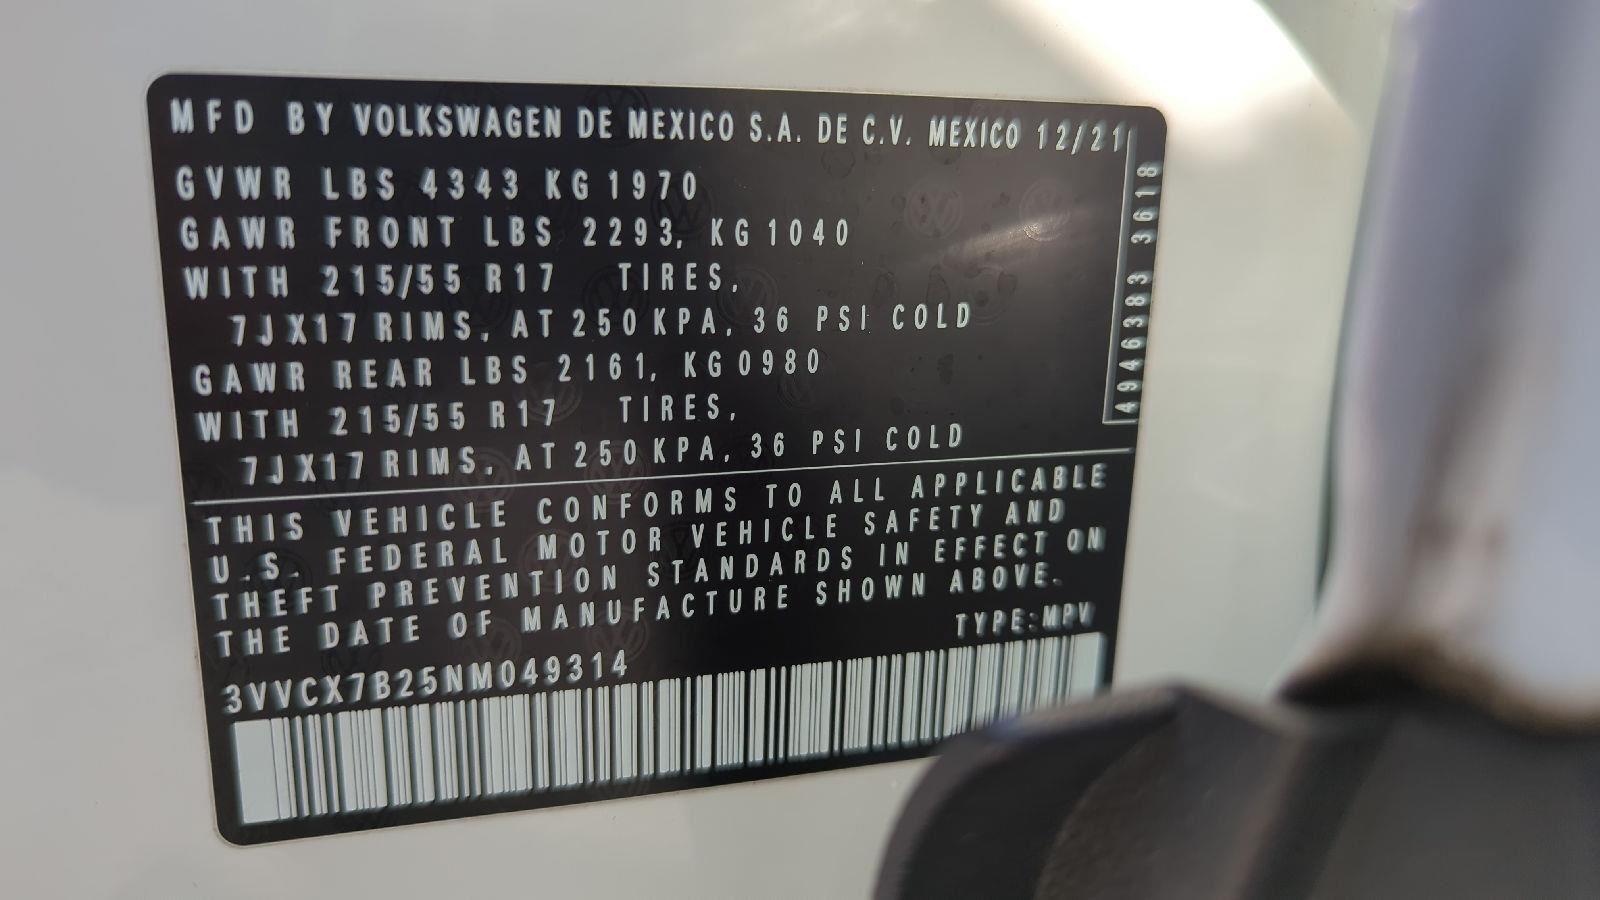 MFD BY VOLKSWAGEN DE MEXICO S.A. DE C.V. MEXICO 12/21
GVWR LBS 4343 KG 1970
GAWR FRONT LBS 2293, KG 1040
WITH 215/55 R17 TIRES,
7JX17 RIMS, AT 250 KPA, 36 PSI COLD
GAWR REAR LBS 2161, KG 0980
WITH 215/55 R17 TIRES,
7JX17 RIMS, AT 250 KPA, 36 PSI COLD
4946383 3618
THIS VEHICLE CONFORMS TO ALL APPLICABLE
U.S. FEDERAL MOTOR VEHICLE SAFETY AND
THEFT PREVENTION STANDARDS IN EFFECT ON
THE DATE OF MANUFACTURE SHOWN ABOVE.
TYPE:MPV
3VVCX7B25NM049314